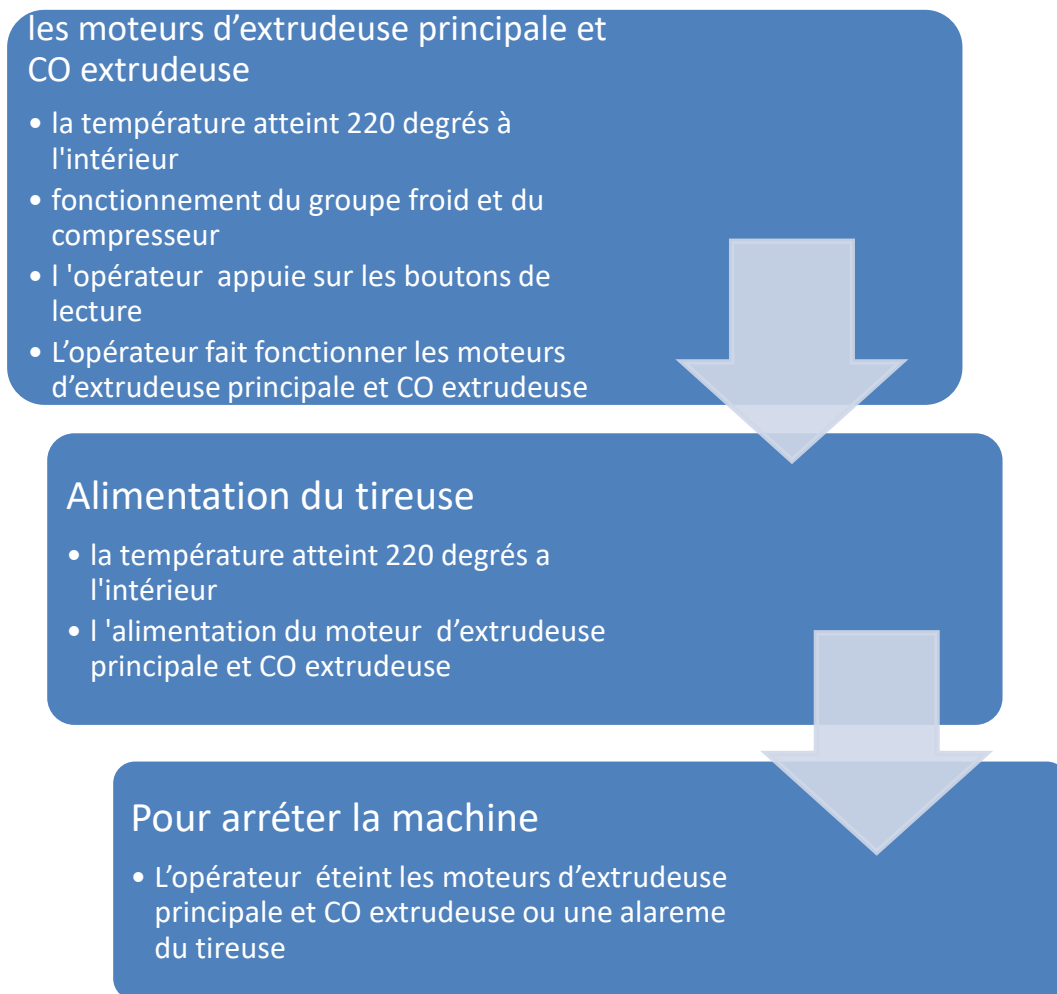 les moteurs d’extrudeuse principale et
CO extrudeuse
• la température atteint 220 degrés à
l'intérieur
• fonctionnement du groupe froid et du
compresseur
• l 'opérateur  appuie sur les boutons de
lecture
• L’opérateur fait fonctionner les moteurs
d’extrudeuse principale et CO extrudeuse
Alimentation du tireuse
• la température atteint 220 degrés a
l'intérieur
• l 'alimentation du moteur  d’extrudeuse
principale et CO extrudeuse
Pour arréter la machine
• L’opérateur  éteint les moteurs d’extrudeuse
principale et CO extrudeuse ou une alareme
du tireuse